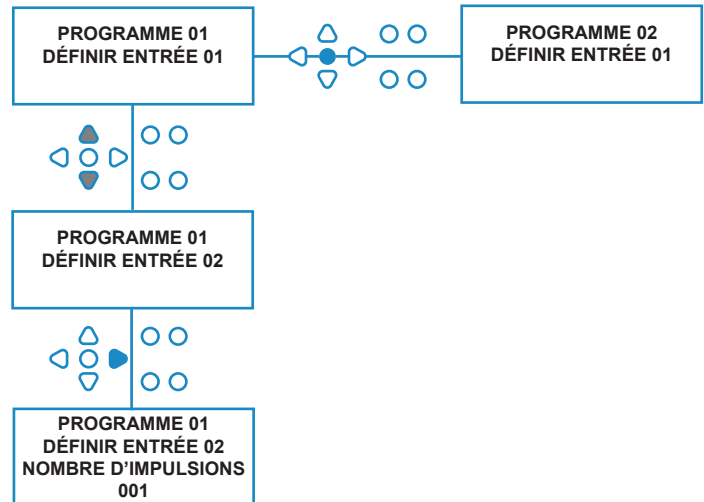 PROGRAMME 01
DÉFINIR ENTRÉE 01
PROGRAMME 02
DÉFINIR ENTRÉE 01
PROGRAMME 01
DÉFINIR ENTRÉE 02
PROGRAMME 01
DÉFINIR ENTRÉE 02
NOMBRE D’IMPULSIONS
001